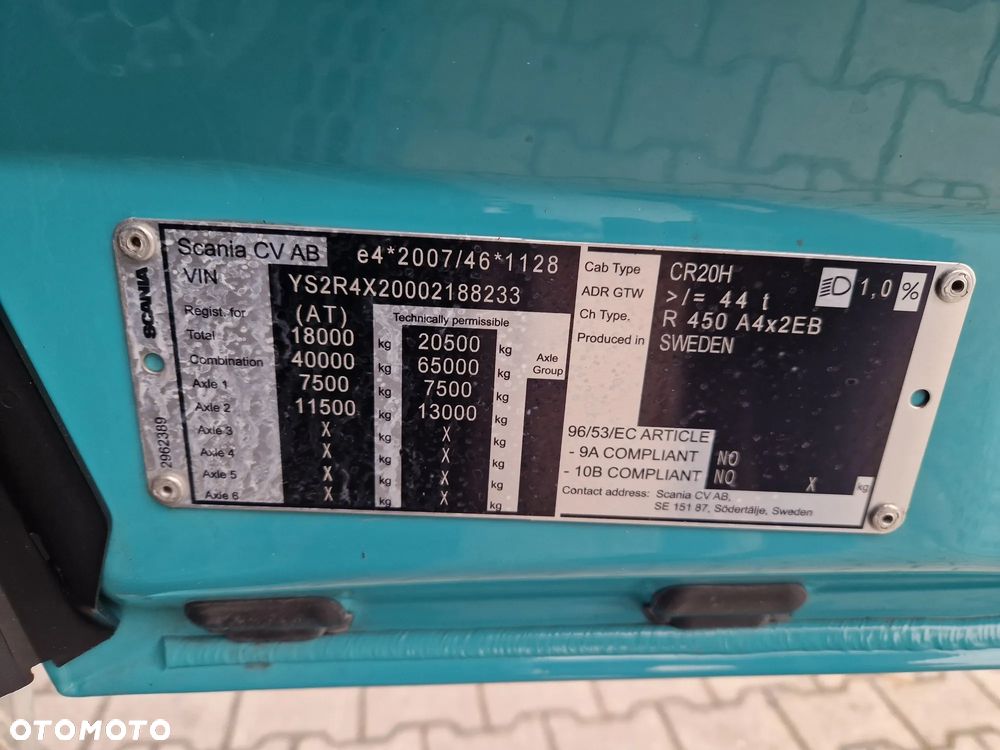 Scania CV AB e4*2007/46*1128
VIN YS2R4X20002188233
Regist. for (AT) Technically permissible
Total 18000 kg 20500 kg Axle Group
Combination 40000 kg 65000 kg
Axle 1 7500 kg 7500 kg
Axle 2 11500 kg 13000 kg
Axle 3 X kg X kg
Axle 4 X kg X kg
Axle 5 X kg X kg
Axle 6 X kg X kg
SCANIA
2962389
Cab Type CR20H
ADR GTW >/= 44 t
Ch Type. R 450 A4x2EB
Produced in SWEDEN
1,0 %
96/53/EC ARTICLE
- 9A COMPLIANT NO
- 10B COMPLIANT NO X kg
Contact address: Scania CV AB,
SE 151 87, Södertälje, Sweden
OTOMOTO
OTOMOTO